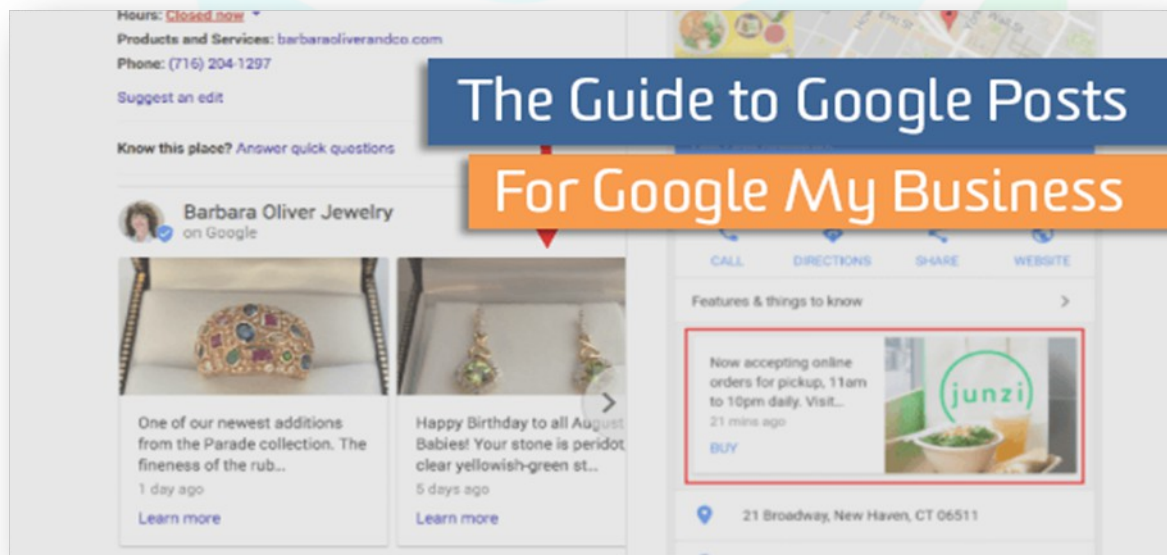 Hours: Closed now
Products and Services: barbaraoliverandco.com
Phone: (716) 204-1297
Suggest an edit
Know this place? Answer quick questions
Barbara Oliver Jewelry
on Google
One of our newest additions
from the Parade collection. The
fineness of the rub...
1 day ago
Learn more
Happy Birthday to all August
Babies! Your stone is peridot,
clear yellowish-green st...
5 days ago
Learn more
The Guide to Google Posts
For Google My Business
CALL
DIRECTIONS
SHARE
WEBSITE
Features & things to know
Now accepting online
orders for pickup, 11am
to 10pm daily. Visit...
21 mins ago
BUY
junzi
21 Broadway, New Haven, CT 06511